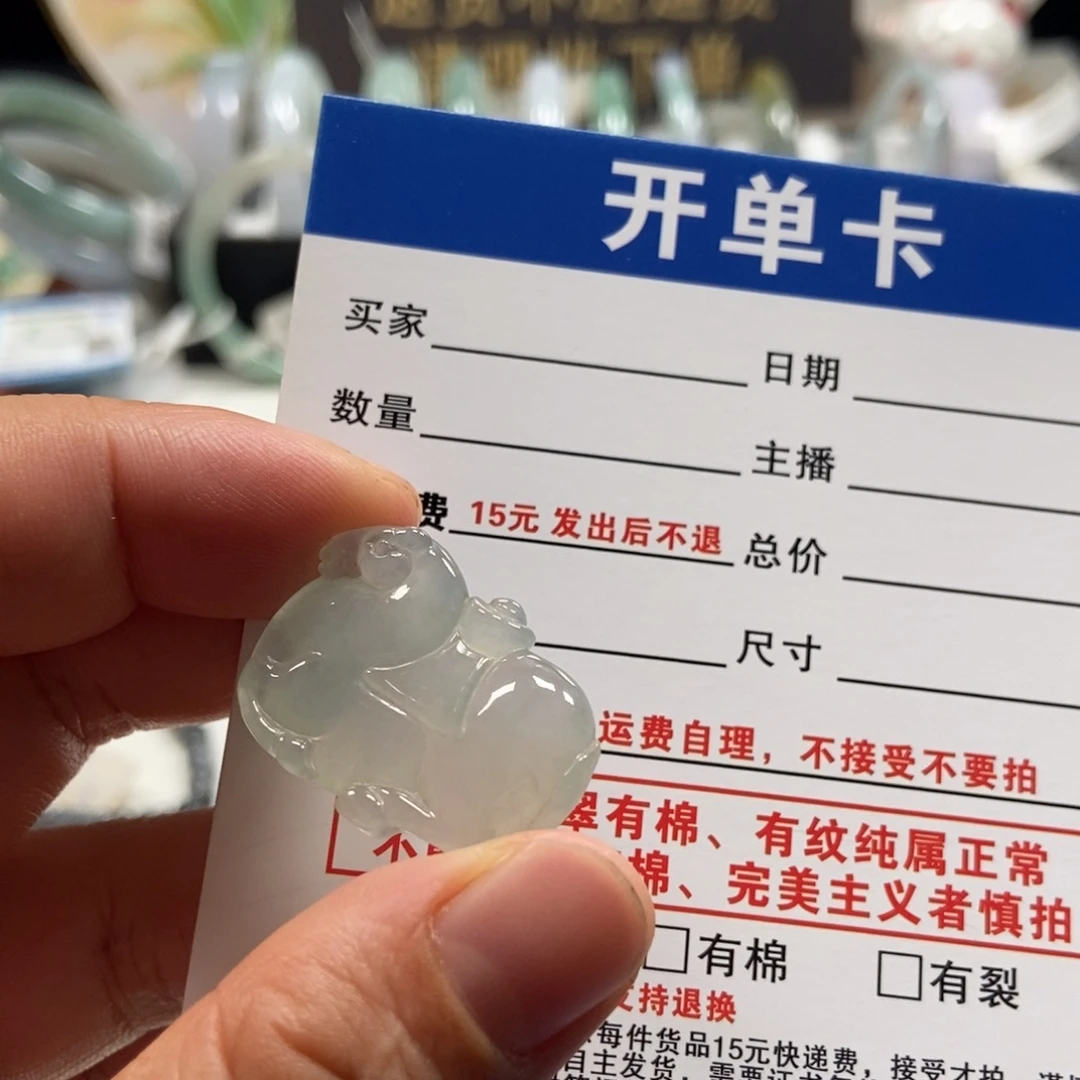 开单卡
买家 日期
数量 主播
费 15元 发出后不退 总价
尺寸
运费自理，不接受不要拍
翠有棉、有纹纯属正常
棉、完美主义者慎拍
□有棉 □有裂
支持退换
每件货品15元快递费，接受才拍
自主发货，需要证书